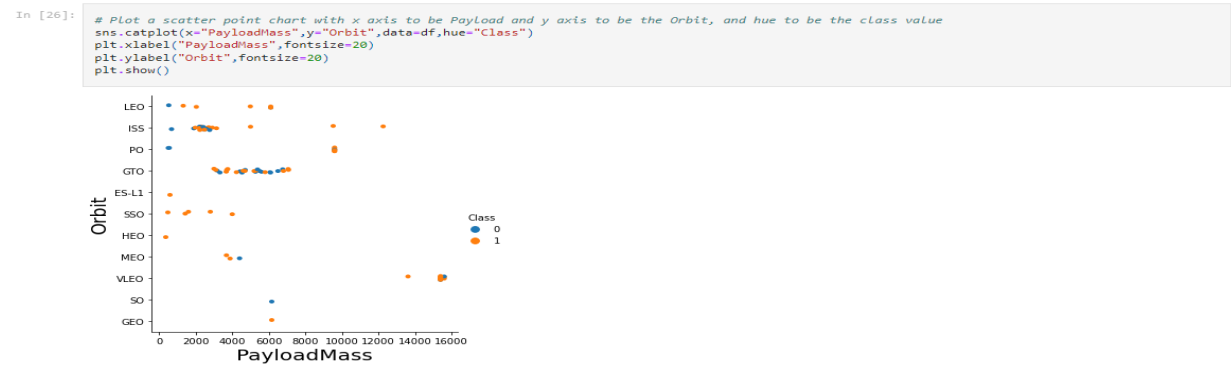 In [26]:
# Plot a scatter point chart with x axis to be Payload and y axis to be the Orbit, and hue to be the class value
sns.catplot(x="PayloadMass",y="Orbit",data=df,hue="Class")
plt.xlabel("PayloadMass",fontsize=20)
plt.ylabel("Orbit",fontsize=20)
plt.show()
Orbit
LEO
ISS
PO
GTO
ES-L1
SSO
HEO
MEO
VLEO
SO
GEO
Class
0
1
0 2000 4000 6000 8000 10000 12000 14000 16000
PayloadMass